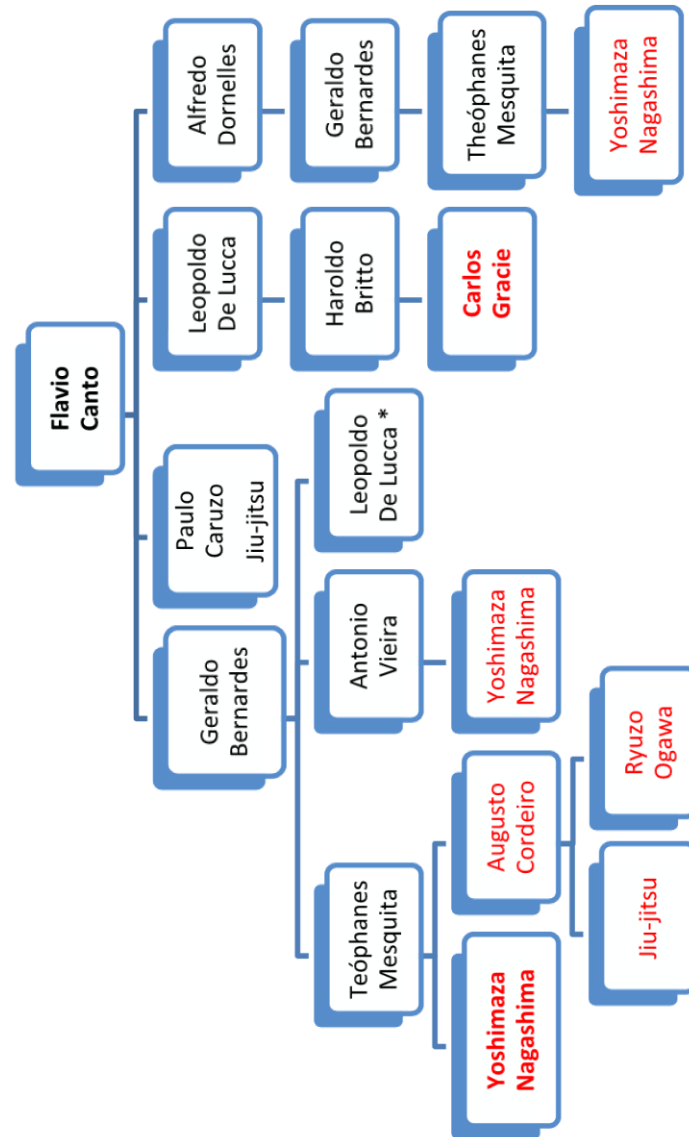 Flavio
Canto
Geraldo
Bernardes
Paulo
Caruzo
Jiu-jitsu
Leopoldo
De Lucca
Alfredo
Dornelles
Teóphanes
Mesquita
Antonio
Vieira
Leopoldo
De Lucca *
Haroldo
Britto
Geraldo
Bernardes
Yoshimaza
Nagashima
Augusto
Cordeiro
Yoshimaza
Nagashima
Carlos
Gracie
Theóphanes
Mesquita
Jiu-jitsu
Ryuzo
Ogawa
Yoshimaza
Nagashima